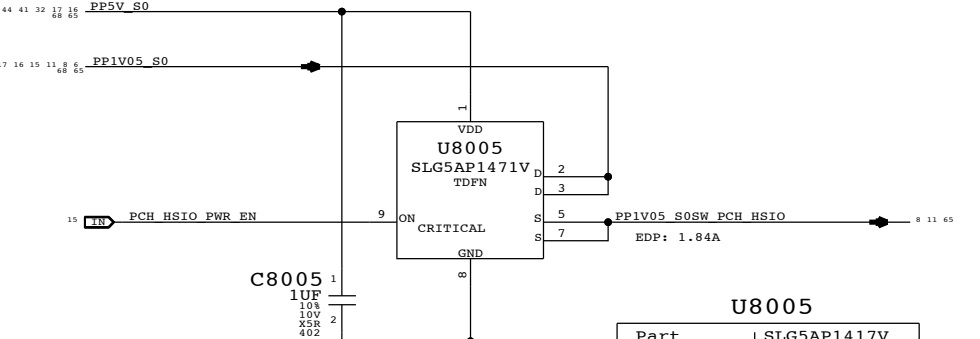 44 41 32 17 16 PP5V_S0
68 65
17 16 15 11 8 6 PP1V05_S0
68 65
1
VDD
U8005
SLG5AP1471V
TDFN
D 2
D 3
15 IN PCH_HSIO_PWR_EN 9 ON
S 5 PP1V05_S0SW_PCH_HSIO 8 11 65
CRITICAL
S 7 EDP: 1.84A
GND
8
C8005 1
1UF
10%
10V
X5R 2
402
U8005
Part SLG5AP1417V